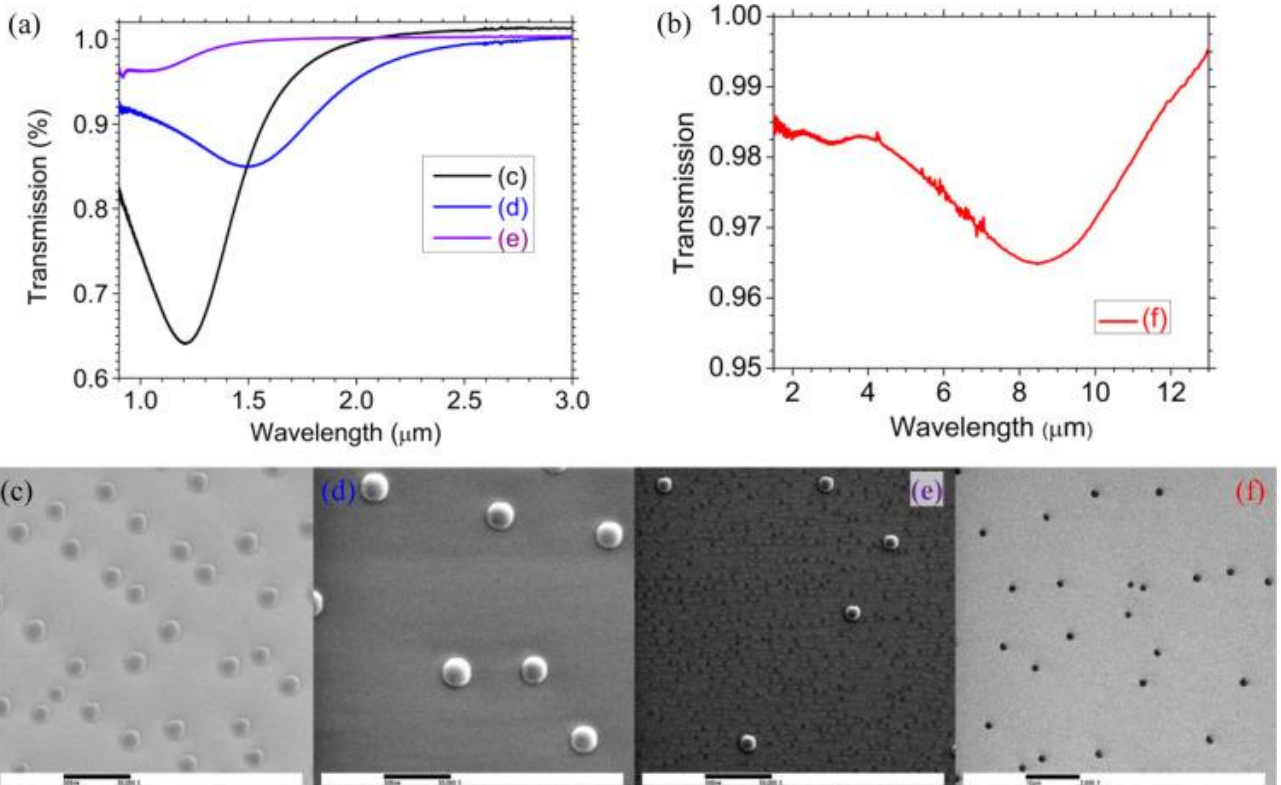 (a)
Transmission (%)
1.0
0.9
0.8
0.7
0.6
1.0
1.5
2.0
2.5
3.0
Wavelength (μm)
(c)
(d)
(e)
(b)
Transmission
1.00
0.99
0.98
0.97
0.96
0.95
2
4
6
8
10
12
Wavelength (μm)
(f)
(c)
(d)
(e)
(f)